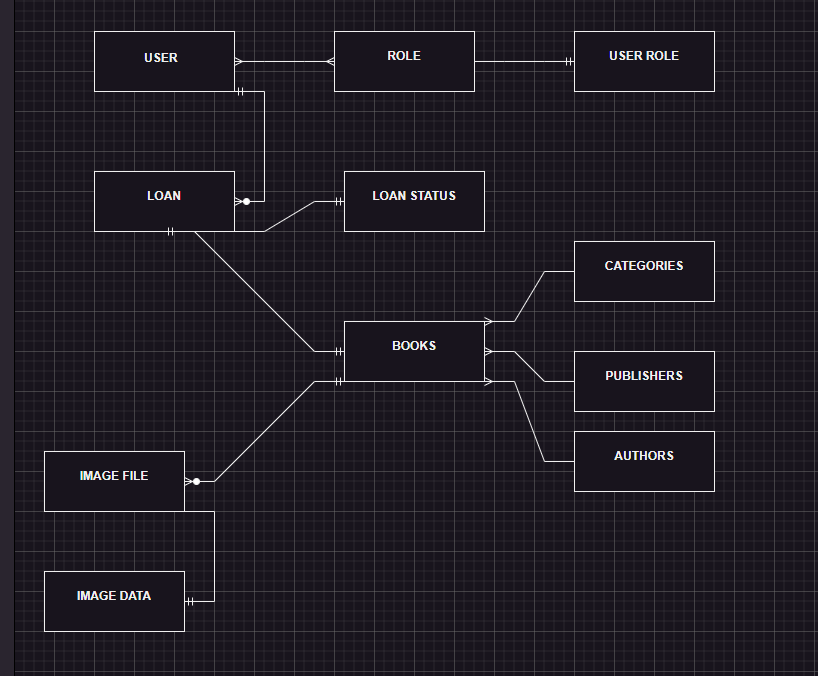 USER
ROLE
USER ROLE
LOAN
LOAN STATUS
CATEGORIES
BOOKS
PUBLISHERS
AUTHORS
IMAGE FILE
IMAGE DATA